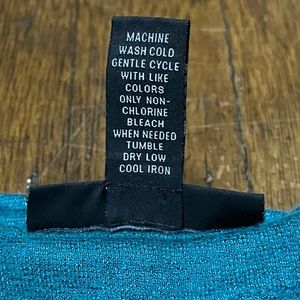 MACHINE
WASH COLD
GENTLE CYCLE
WITH LIKE
COLORS
ONLY NON-
CHLORINE
BLEACH
WHEN NEEDED
TUMBLE
DRY LOW
COOL IRON